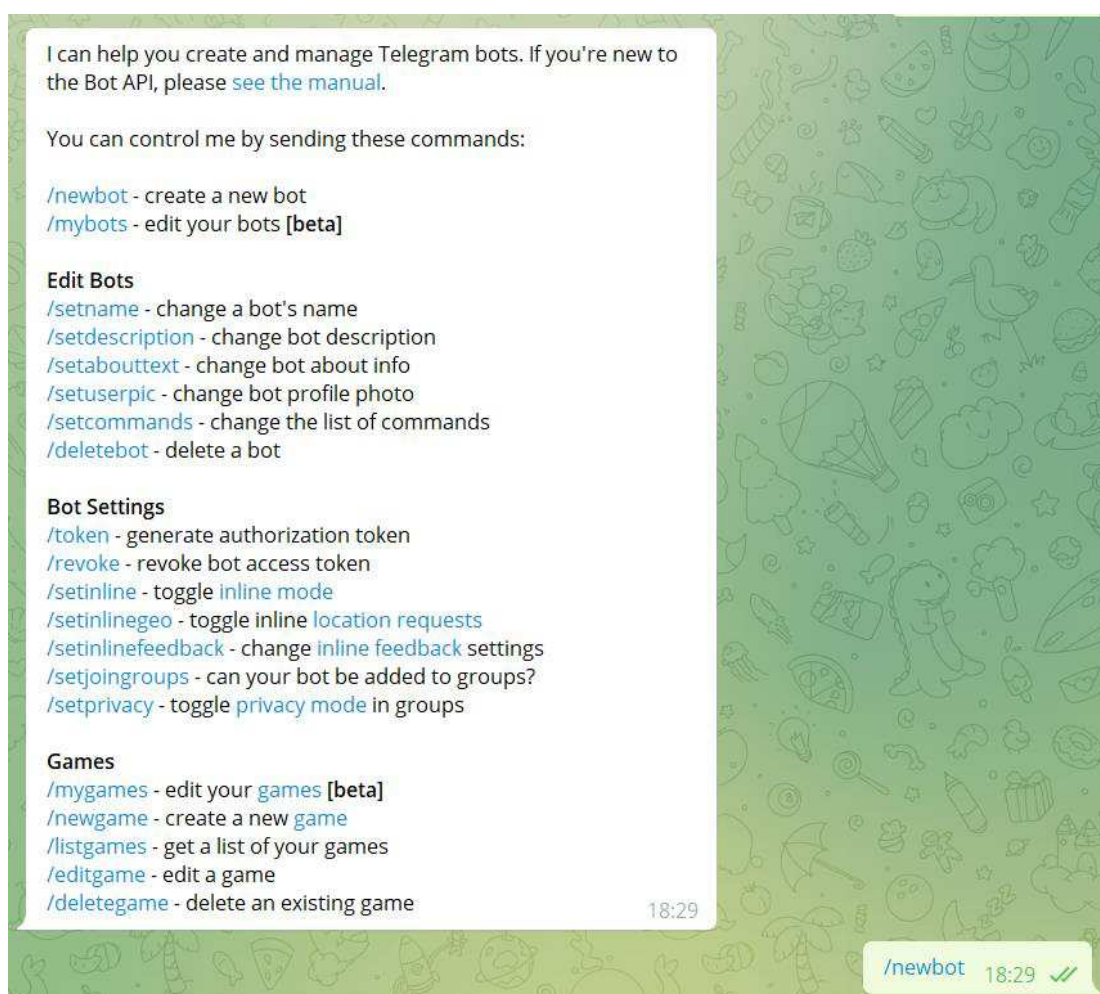 I can help you create and manage Telegram bots. If you're new to
the Bot API, please see the manual.
You can control me by sending these commands:
/newbot - create a new bot
/mybots - edit your bots [beta]
Edit Bots
/setname - change a bot's name
/setdescription - change bot description
/setabouttext - change bot about info
/setuserpic - change bot profile photo
/setcommands - change the list of commands
/deletebot - delete a bot
Bot Settings
/token - generate authorization token
/revoke - revoke bot access token
/setinline - toggle inline mode
/setinlinegeo - toggle inline location requests
/setinlinefeedback - change inline feedback settings
/setjoingroups - can your bot be added to groups?
/setprivacy - toggle privacy mode in groups
Games
/mygames - edit your games [beta]
/newgame - create a new game
/listgames - get a list of your games
/editgame - edit a game
/deletegame - delete an existing game
18:29
/newbot 18:29